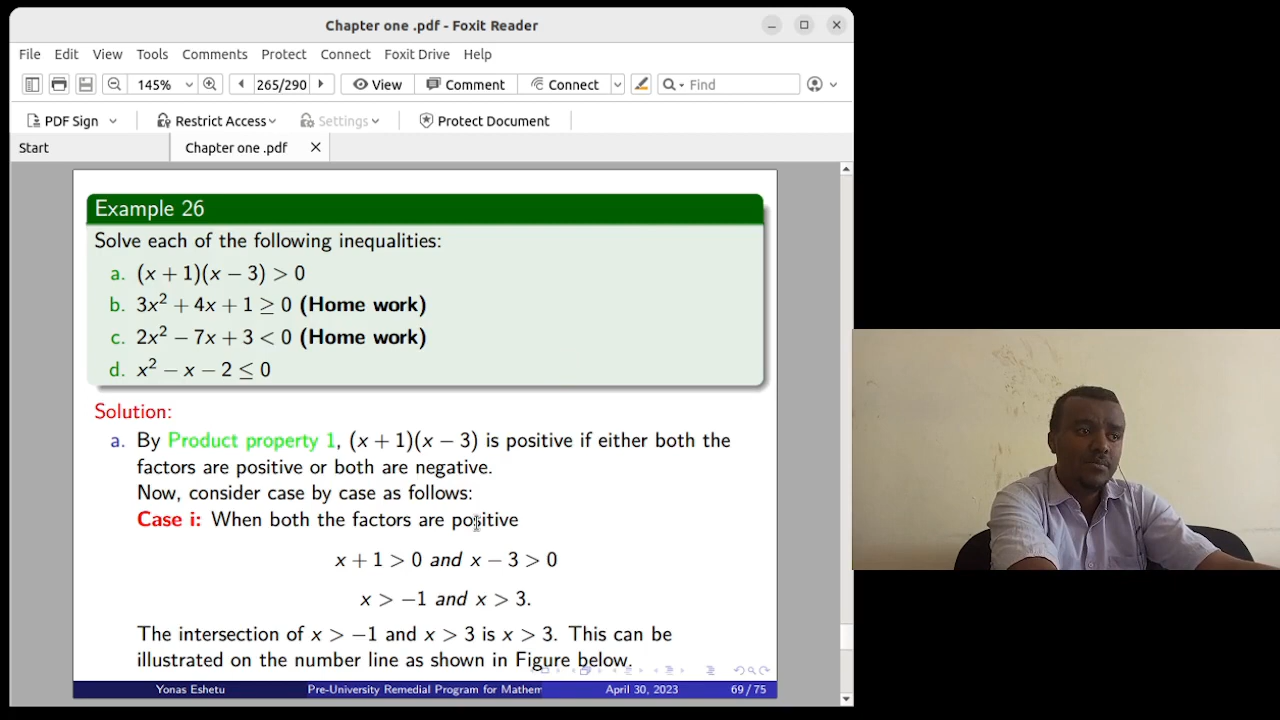 Chapter one .pdf - Foxit Reader
File Edit View Tools Comments Protect Connect Foxit Drive Help
145% 265/290 View Comment Connect Find
PDF Sign Restrict Access Settings Protect Document
Start Chapter one .pdf
Example 26
Solve each of the following inequalities:
a. (x + 1)(x − 3) > 0
b. 3x² + 4x + 1 ≥ 0 (Home work)
c. 2x² − 7x + 3 < 0 (Home work)
d. x² − x − 2 ≤ 0
Solution:
a. By Product property 1, (x + 1)(x − 3) is positive if either both the
factors are positive or both are negative.
Now, consider case by case as follows:
Case i: When both the factors are positive
x + 1 > 0 and x − 3 > 0
x > −1 and x > 3.
The intersection of x > −1 and x > 3 is x > 3. This can be
illustrated on the number line as shown in Figure below.
Yonas Eshetu Pre-University Remedial Program for Mathem April 30, 2023 69 / 75